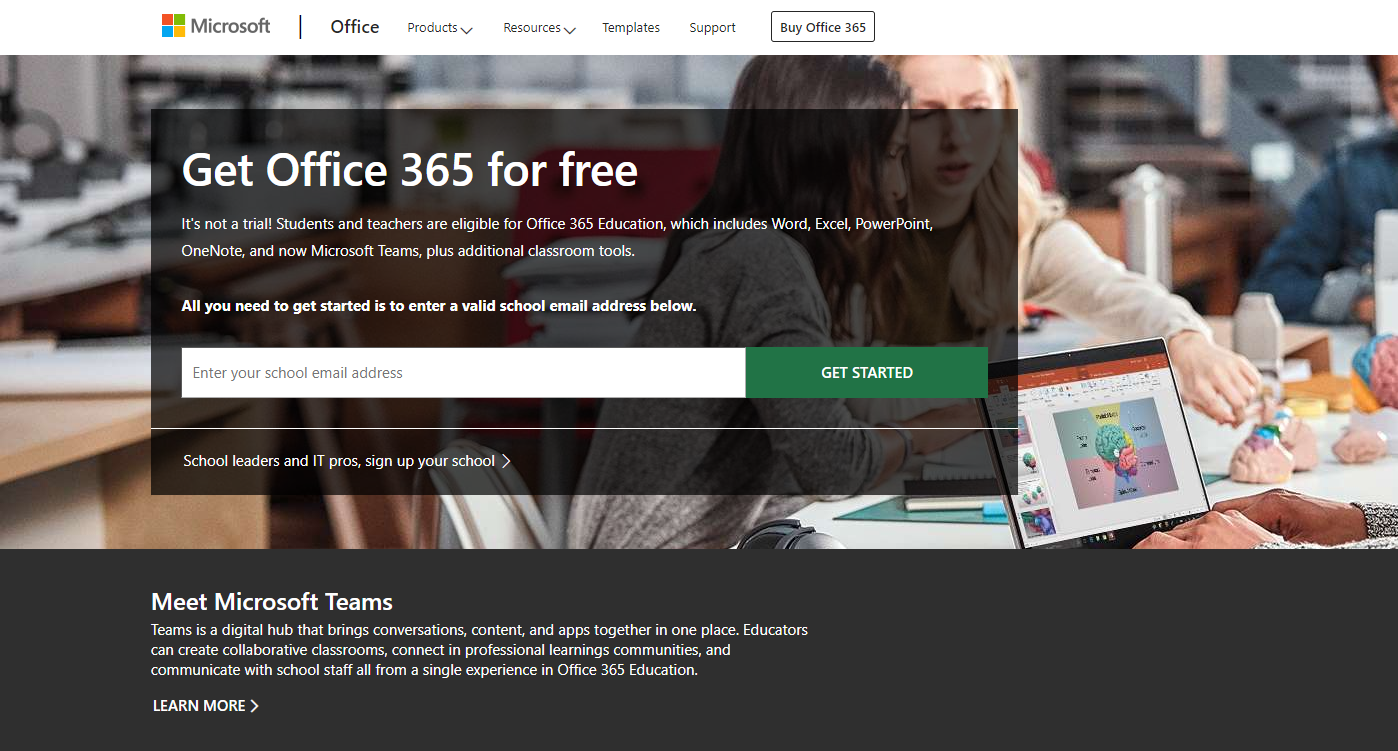 Microsoft
Office
Products
Resources
Templates
Support
Buy Office 365
Get Office 365 for free
It's not a trial! Students and teachers are eligible for Office 365 Education, which includes Word, Excel, PowerPoint,
OneNote, and now Microsoft Teams, plus additional classroom tools.
All you need to get started is to enter a valid school email address below.
Enter your school email address
GET STARTED
School leaders and IT pros, sign up your school
Meet Microsoft Teams
Teams is a digital hub that brings conversations, content, and apps together in one place. Educators
can create collaborative classrooms, connect in professional learnings communities, and
communicate with school staff all from a single experience in Office 365 Education.
LEARN MORE